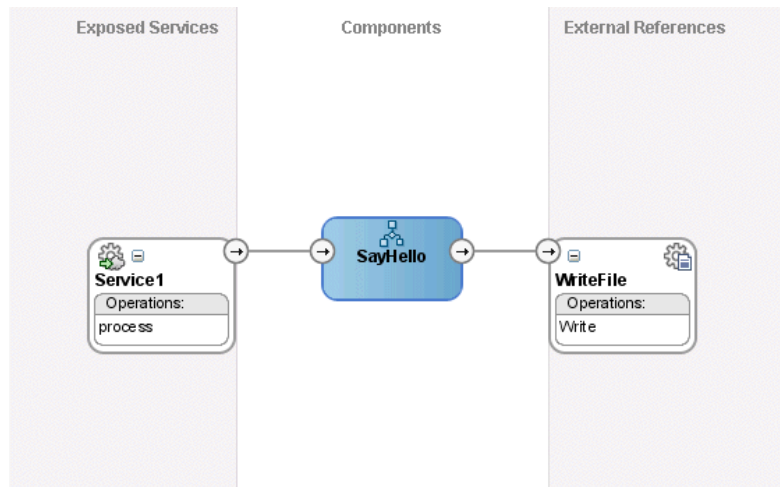 Exposed Services
Components
External References
SayHello
Service1
Operations:
process
WriteFile
Operations:
Write